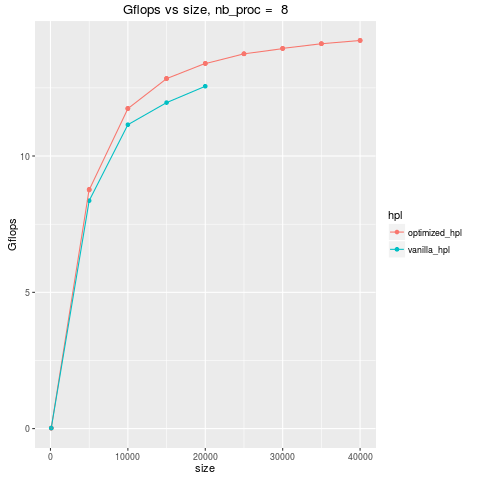 Gflops vs size, nb_proc = 8
Gflops
10
5
0
0 10000 20000 30000 40000
size
hpl
optimized_hpl
vanilla_hpl